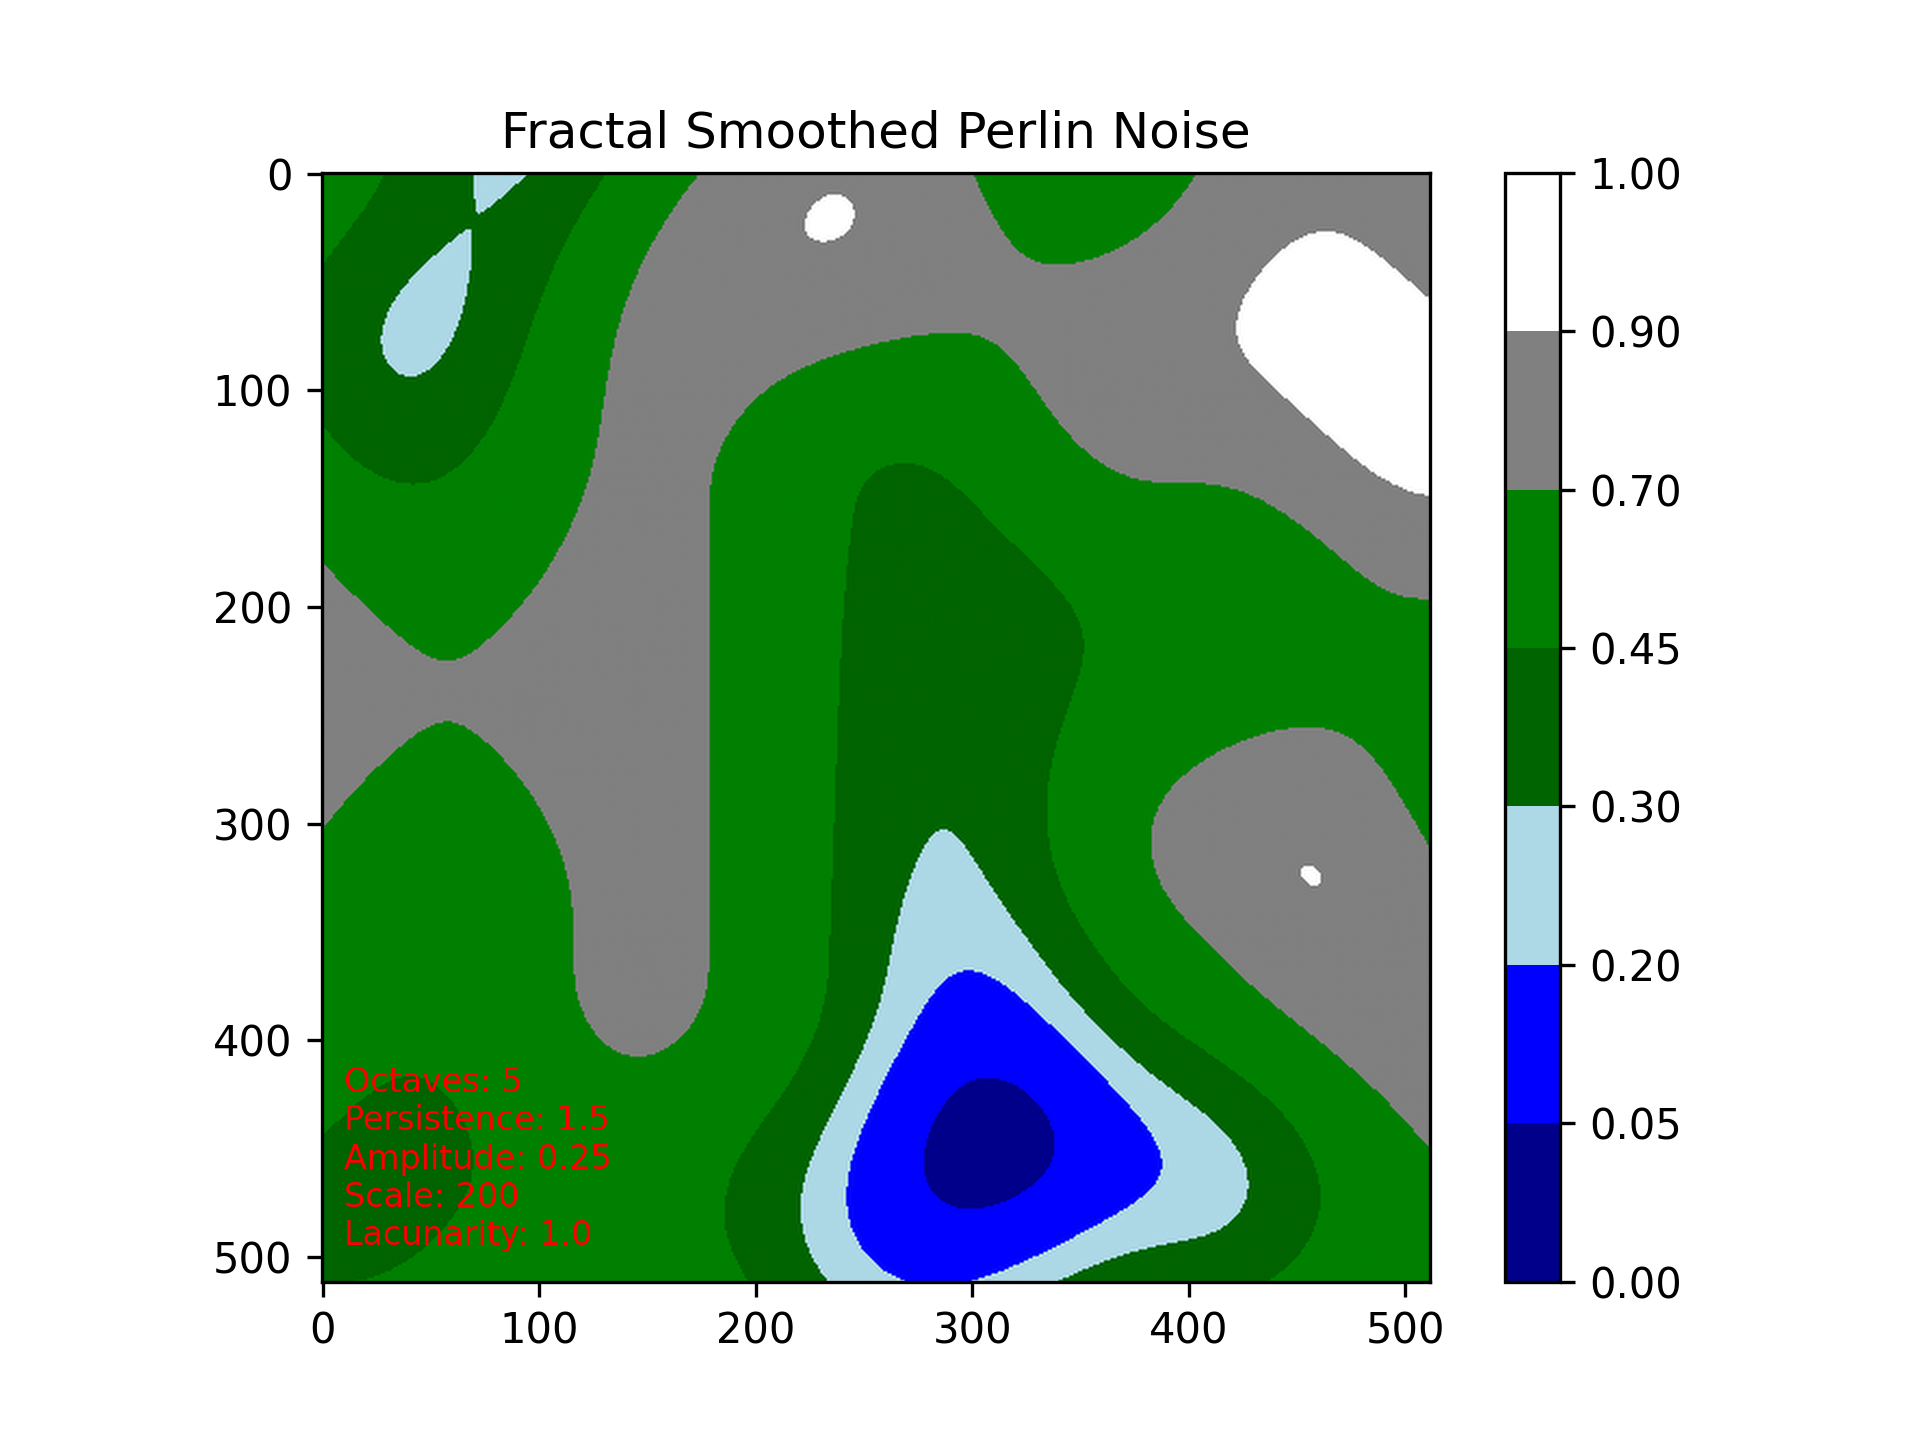 Fractal Smoothed Perlin Noise
0
100
200
300
400
500
Octaves: 5
Persistence: 1.5
Amplitude: 0.25
Scale: 200
Lacunarity: 1.0
0 100 200 300 400 500
1.00
0.90
0.70
0.45
0.30
0.20
0.05
0.00